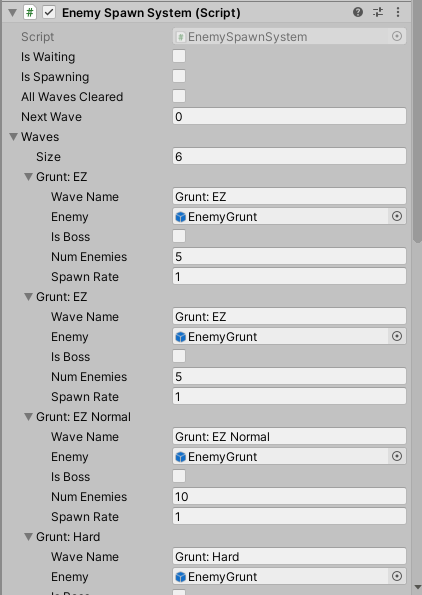 Enemy Spawn System (Script)
Script EnemySpawnSystem
Is Waiting
Is Spawning
All Waves Cleared
Next Wave 0
Waves
Size 6
Grunt: EZ
Wave Name Grunt: EZ
Enemy EnemyGrunt
Is Boss
Num Enemies 5
Spawn Rate 1
Grunt: EZ
Wave Name Grunt: EZ
Enemy EnemyGrunt
Is Boss
Num Enemies 5
Spawn Rate 1
Grunt: EZ Normal
Wave Name Grunt: EZ Normal
Enemy EnemyGrunt
Is Boss
Num Enemies 10
Spawn Rate 1
Grunt: Hard
Wave Name Grunt: Hard
Enemy EnemyGrunt
Is Boss